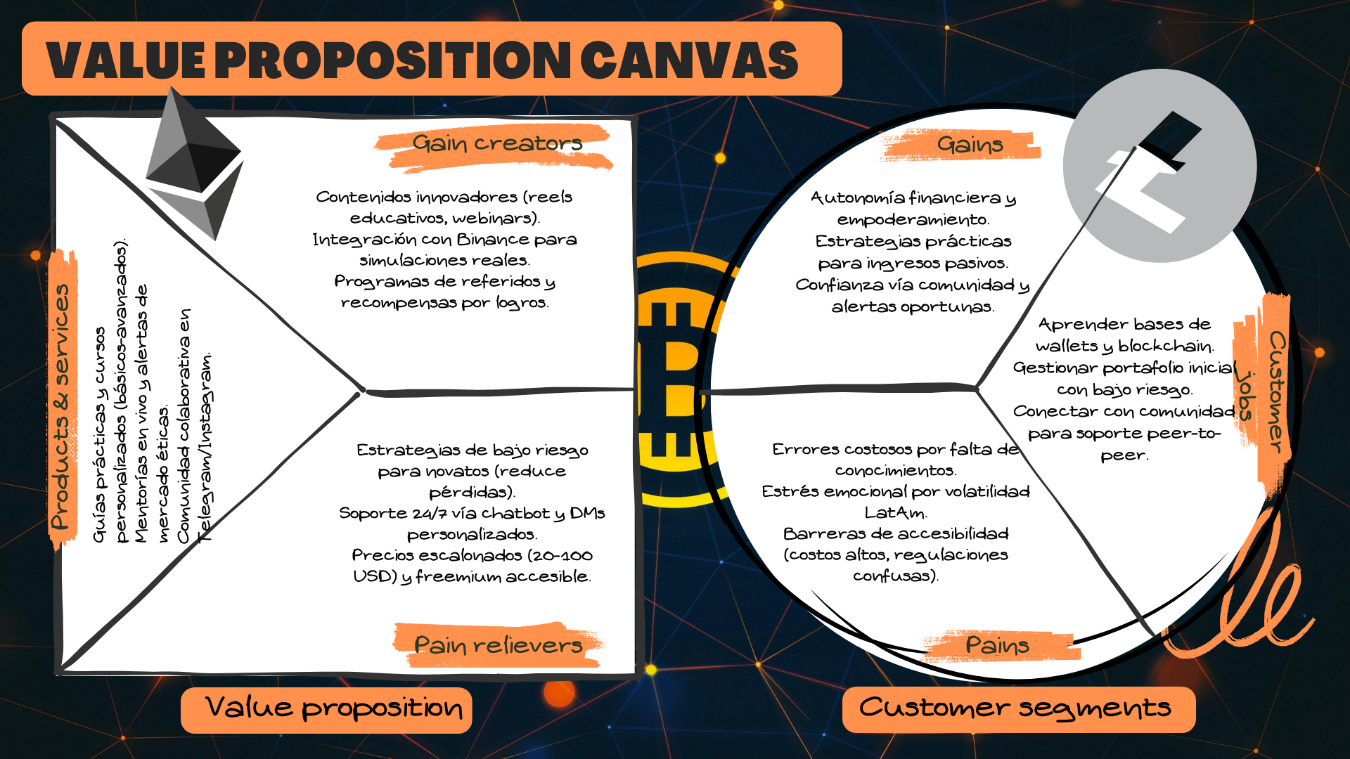 VALUE PROPOSITION CANVAS
Gain creators
Contenidos innovadores (reels
educativos, webinars).
Integración con Binance para
simulaciones reales.
Programas de referidos y
recompensas por logros.
Products & services
Guías prácticas y cursos
personalizados (básicos-avanzados).
Mentorías en vivo y alertas de
mercado éticas.
Comunidad colaborativa en
Telegram/Instagram.
Estrategias de bajo riesgo
para novatos (reduce
pérdidas).
Soporte 24/7 vía chatbot y DMs
personalizados.
Precios escalonados (20-100
USD) y freemium accesible.
Pain relievers
Value proposition
Gains
Autonomía financiera y
empoderamiento.
Estrategias prácticas
para ingresos pasivos.
Confianza vía comunidad y
alertas oportunas.
Customer
jobs
Aprender bases de
wallets y blockchain.
Gestionar portafolio inicial
con bajo riesgo.
Conectar con comunidad
para soporte peer-to-
peer.
Errores costosos por falta de
conocimientos.
Estrés emocional por volatilidad
LatAm.
Barreras de accesibilidad
(costos altos, regulaciones
confusas).
Pains
Customer segments